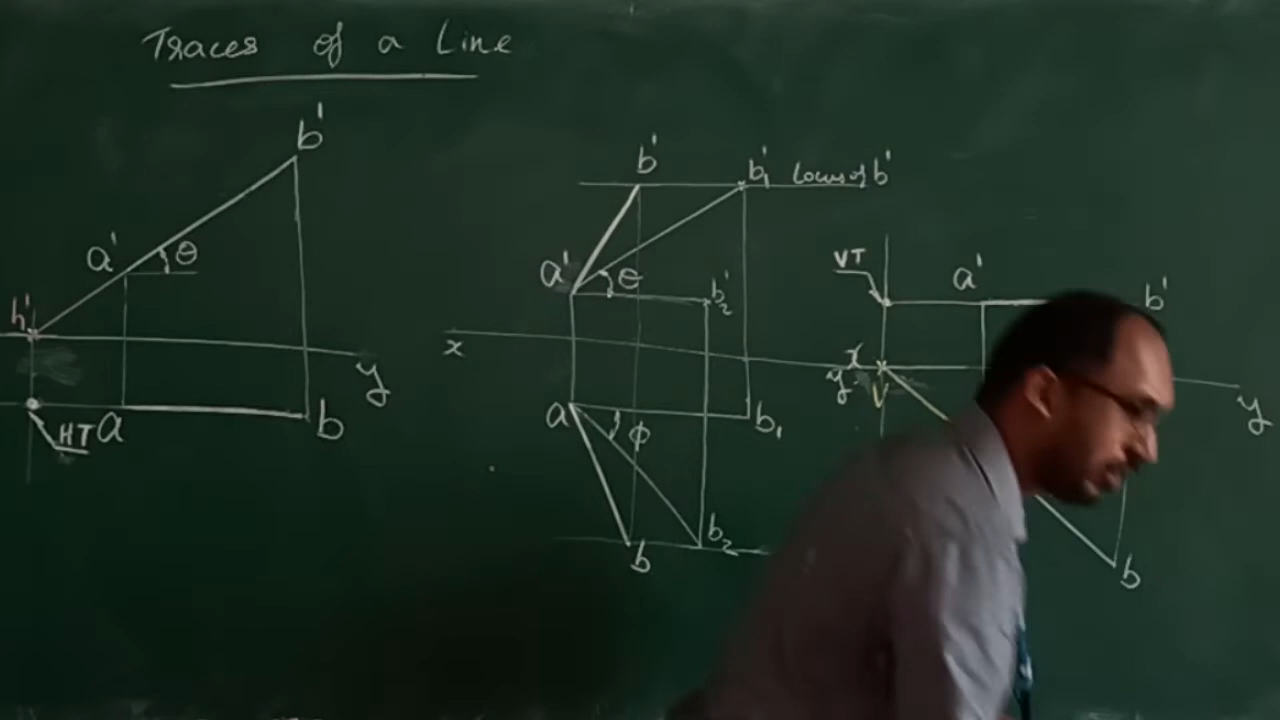 Traces of a Line
b'
a' θ
h'
y
HT a b
b' b₁' Locus of b'
a' θ b₂'
x
a φ b₁
b b₂
VT a' b'
x
y
V
y
b